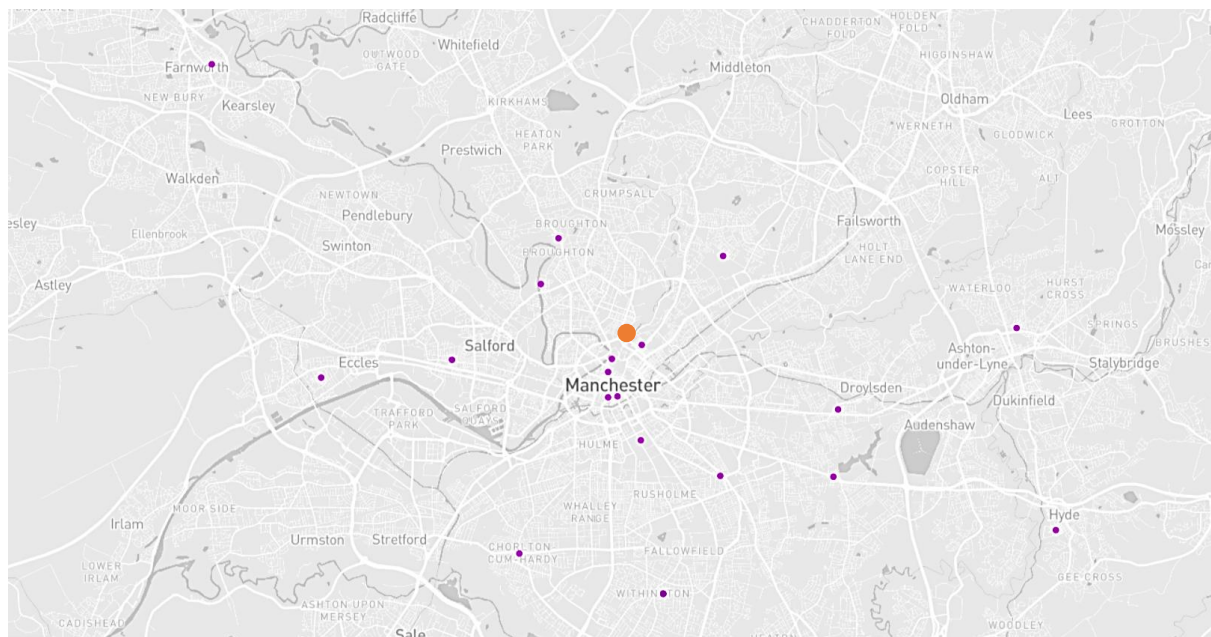 Radcliffe
CHADDERTON
FOLD
HOLDEN
FOLD
Whitefield
OUTWOOD
GATE
HIGGINSHAW
Farnworth
Middleton
NEW BURY
Kearsley
KIRKHAMS
Oldham
Lees
GROTTON
WERNETH
GLODWICK
HEATON
PARK
Prestwich
Walkden
NEWTOWN
CRUMPSALL
COPSTER
HILL
ALT
Pendlebury
Failsworth
esley
Ellenbrook
BROUGHTON
Mossley
Swinton
BROUGHTON
HOLT
LANE END
Astley
WATERLOO
HURST
CROSS
SPRINGS
Salford
Ashton-
under-Lyne
Eccles
Stalybridge
BRUSHES
Manchester
Droylsden
Dukinfield
TRAFFORD
PARK
SALFORD
QUAYS
Audenshaw
HULME
RUSHOLME
MOOR SIDE
WHALLEY
RANGE
Hyde
Irlam
Urmston
Stretford
CHORLTON
CUM-HARDY
FALLOWFIELD
LOWER
IRLAM
GEE CROSS
WITHINGTON
ASHTON UPON
MERSEY
CADISHEAD
Sale
WOODLEY